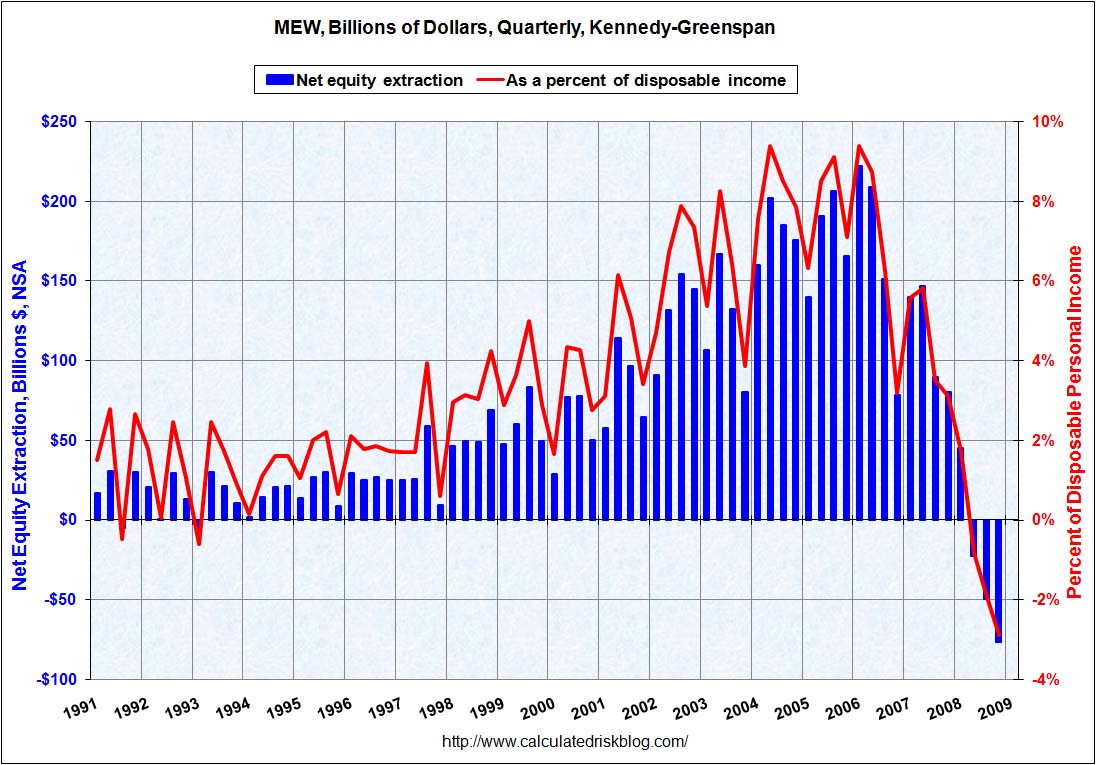 MEW, Billions of Dollars, Quarterly, Kennedy-Greenspan
Net equity extraction As a percent of disposable income
Net Equity Extraction, Billions $, NSA
$250
$200
$150
$100
$50
$0
-$50
-$100
10%
8%
6%
4%
2%
0%
-2%
-4%
Percent of Disposable Personal Income
1991 1992 1993 1994 1995 1996 1997 1998 1999 2000 2001 2002 2003 2004 2005 2006 2007 2008 2009
http://www.calculatedriskblog.com/